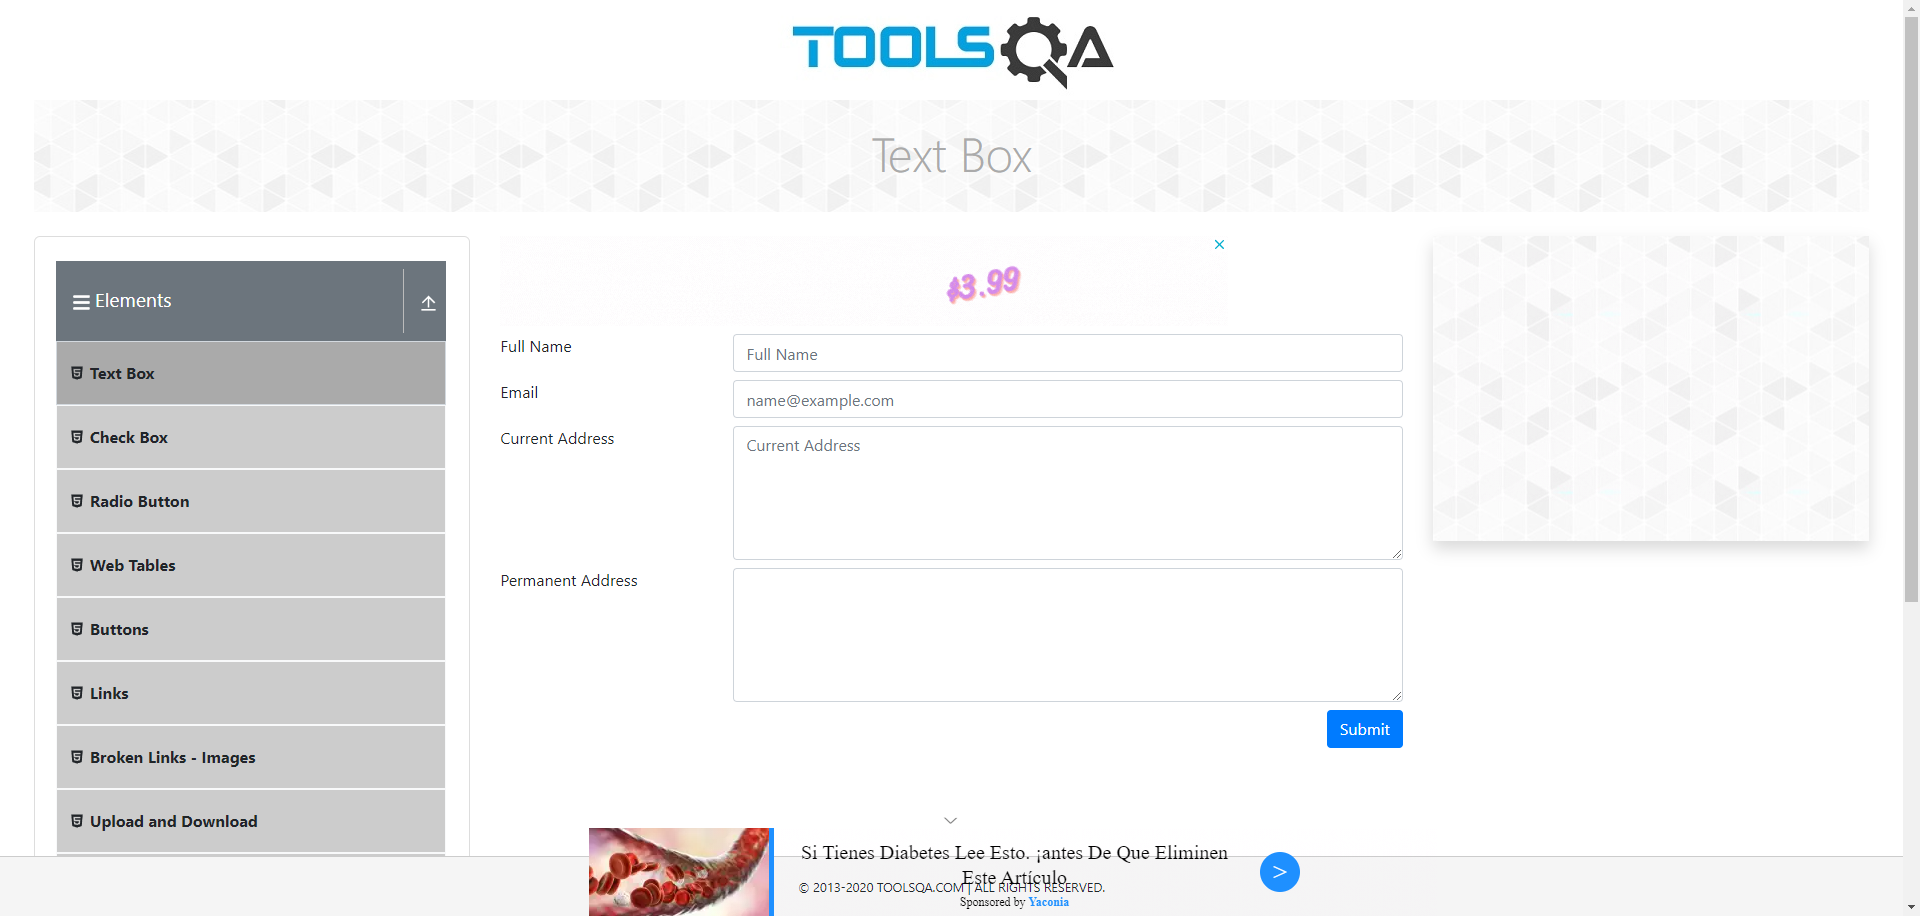 TOOLSQA
Text Box
Elements
Text Box
Check Box
Radio Button
Web Tables
Buttons
Links
Broken Links - Images
Upload and Download
$3.99
Full Name
Full Name
Email
name@example.com
Current Address
Current Address
Permanent Address
Submit
Si Tienes Diabetes Lee Esto. ¡antes De Que Eliminen
Este Artículo
© 2013-2020 TOOLSQA.COM | ALL RIGHTS RESERVED.
Sponsored by Yaconia